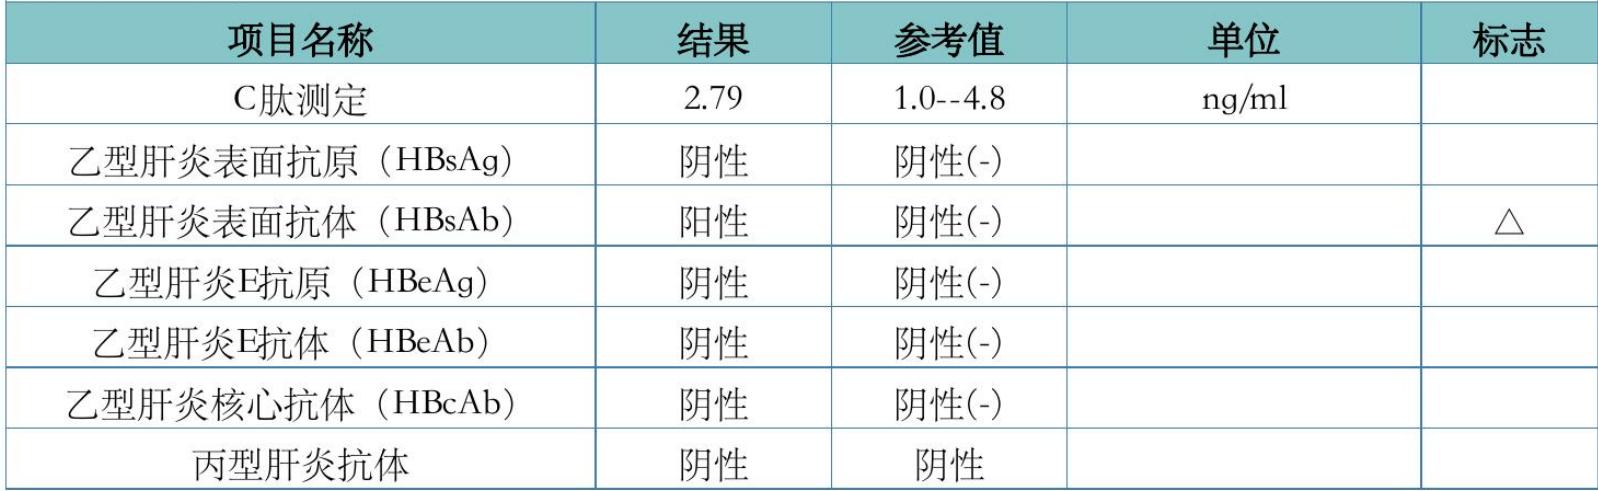 项目名称 结果 参考值 单位 标志
C肽测定 2.79 1.0--4.8 ng/ml
乙型肝炎表面抗原（HBsAg） 阴性 阴性(-)
乙型肝炎表面抗体（HBsAb） 阳性 阴性(-) △
乙型肝炎E抗原（HBeAg） 阴性 阴性(-)
乙型肝炎E抗体（HBeAb） 阴性 阴性(-)
乙型肝炎核心抗体（HBcAb） 阴性 阴性(-)
丙型肝炎抗体 阴性 阴性